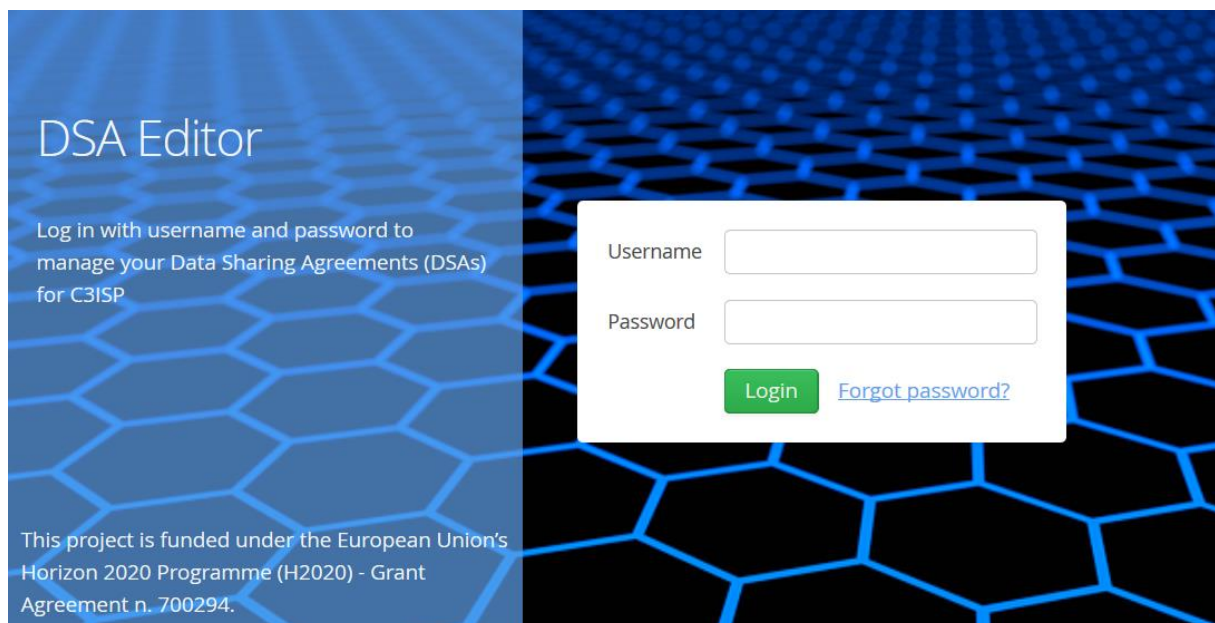 DSA Editor
Log in with username and password to
manage your Data Sharing Agreements (DSAs)
for C3ISP
Username
Password
Login Forgot password?
This project is funded under the European Union’s
Horizon 2020 Programme (H2020) - Grant
Agreement n. 700294.